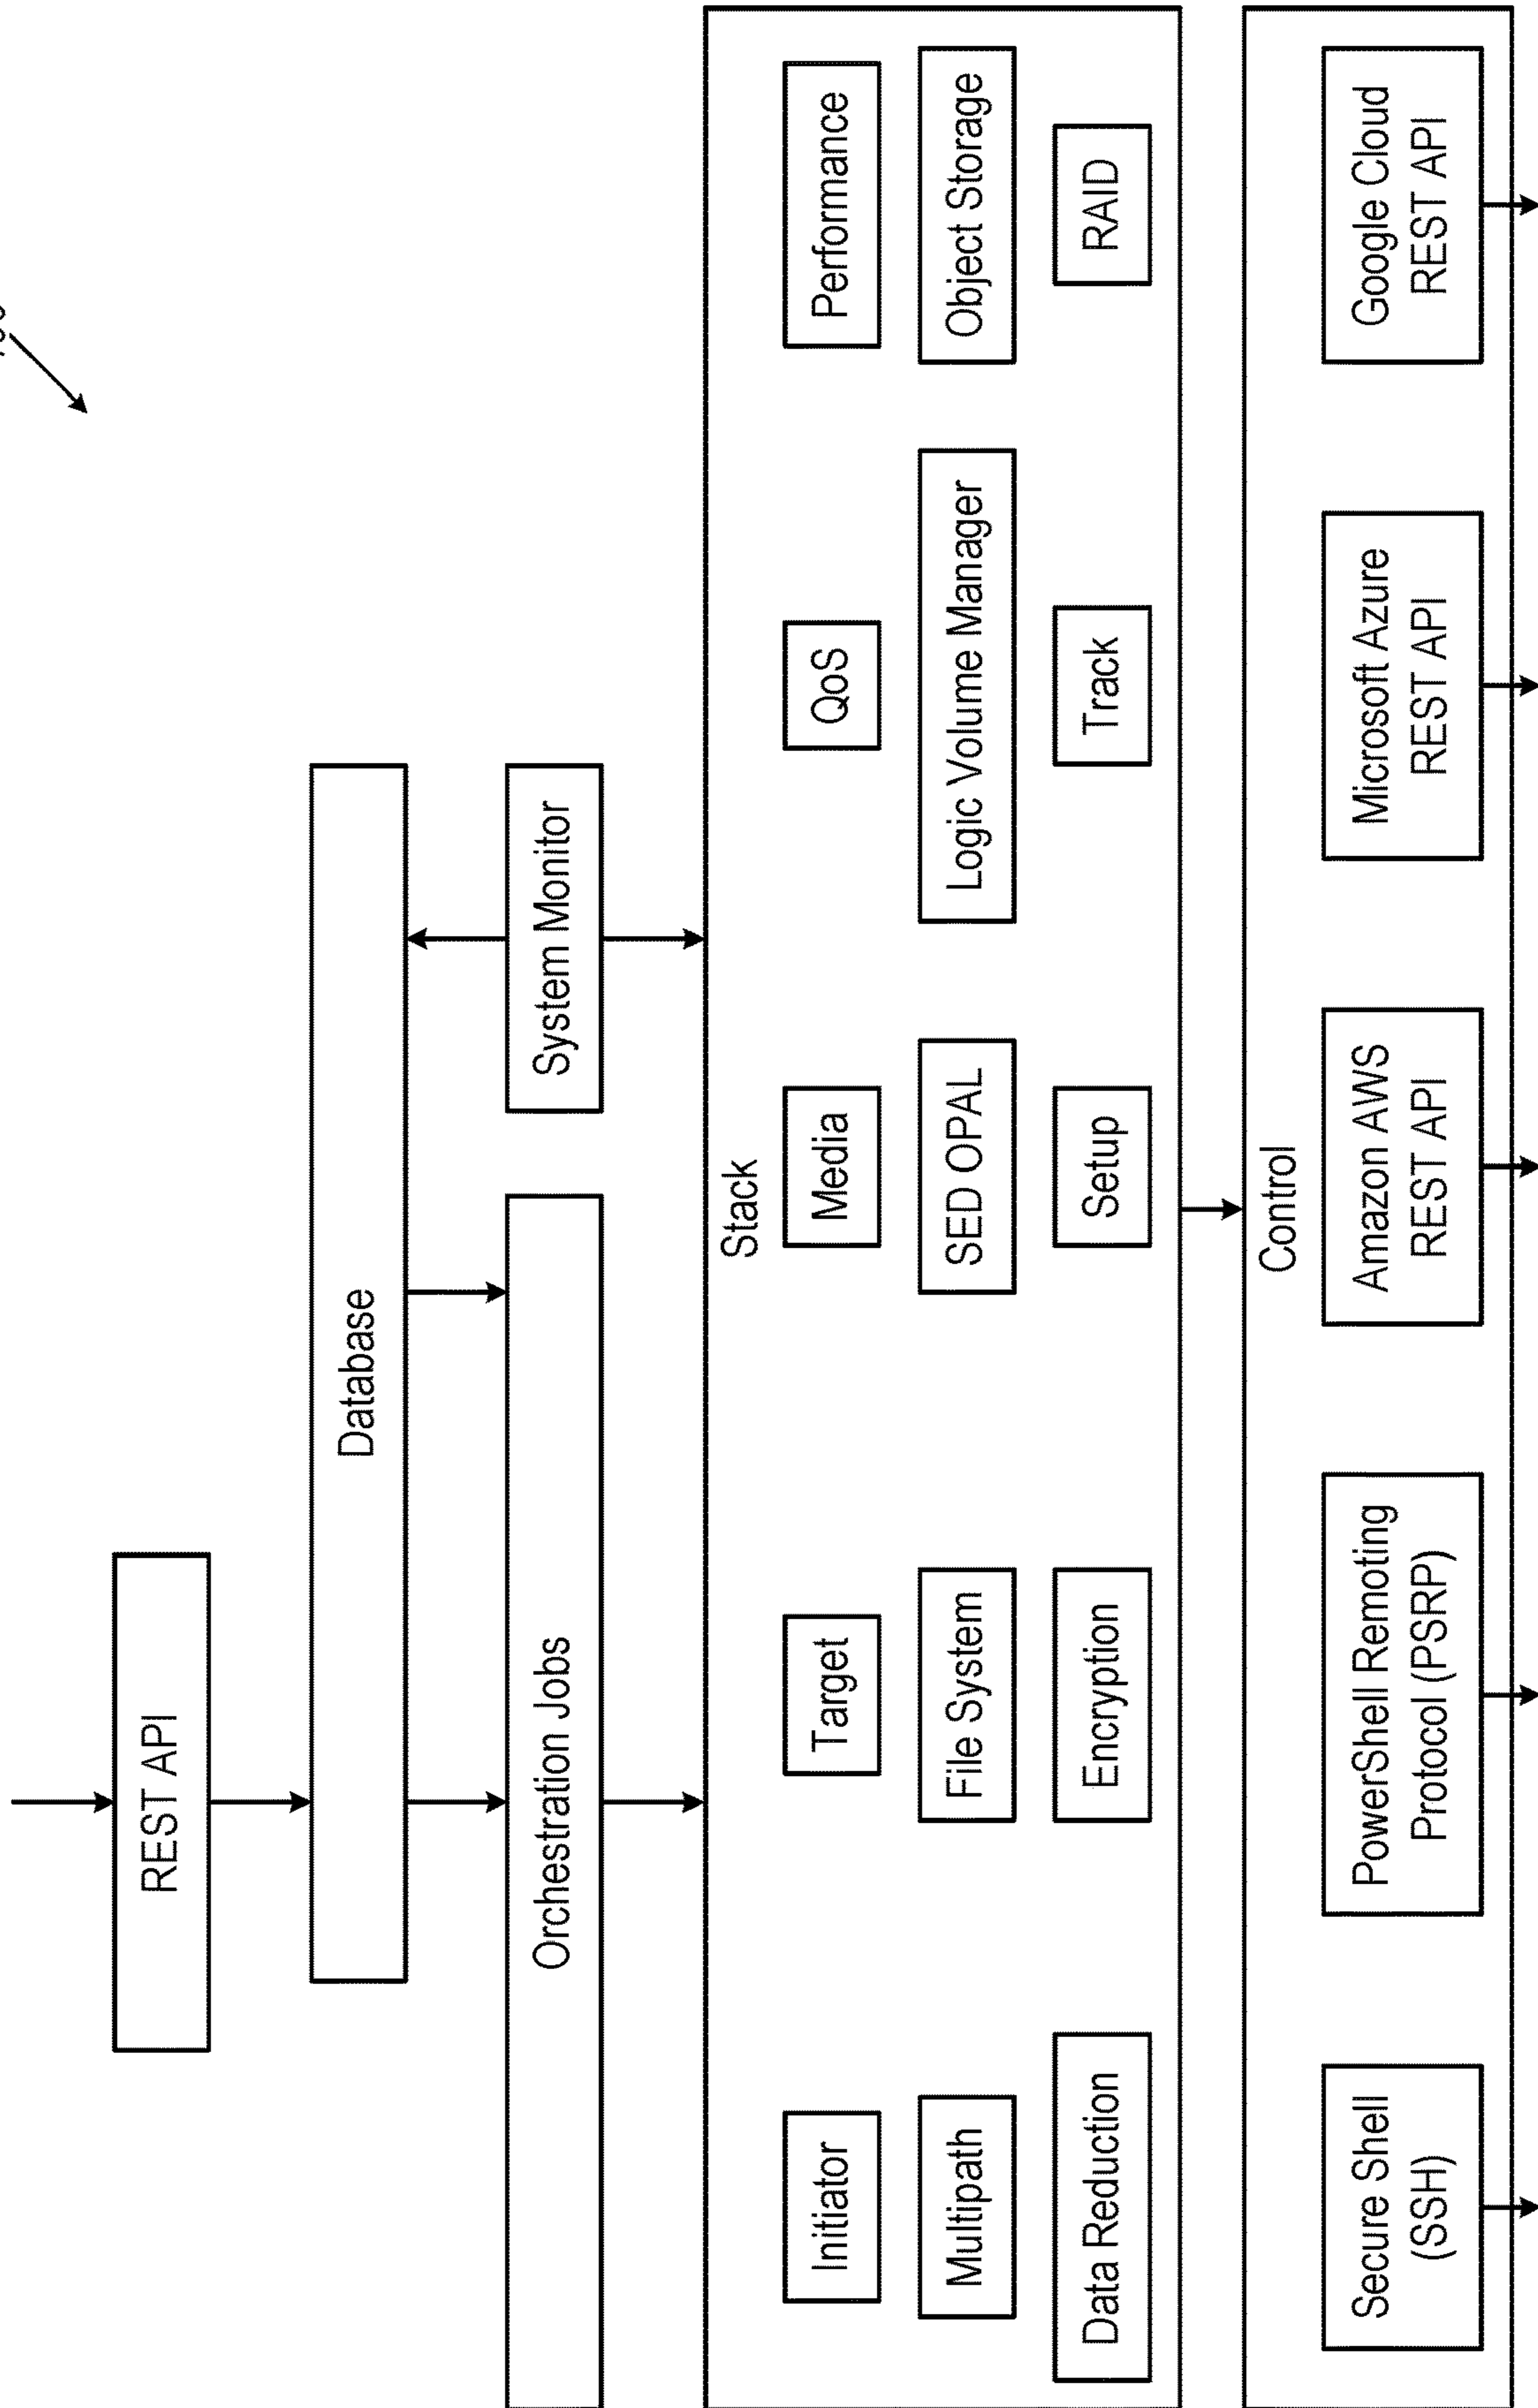 REST API
Database
Orchestration Jobs
System Monitor
Stack
Initiator
Target
Media
QoS
Performance
Multipath
File System
SED OPAL
Logic Volume Manager
Object Storage
Data Reduction
Encryption
Setup
Track
RAID
Control
Secure Shell
(SSH)
PowerShell Remoting
Protocol (PSRP)
Amazon AWS
REST API
Microsoft Azure
REST API
Google Cloud
REST API